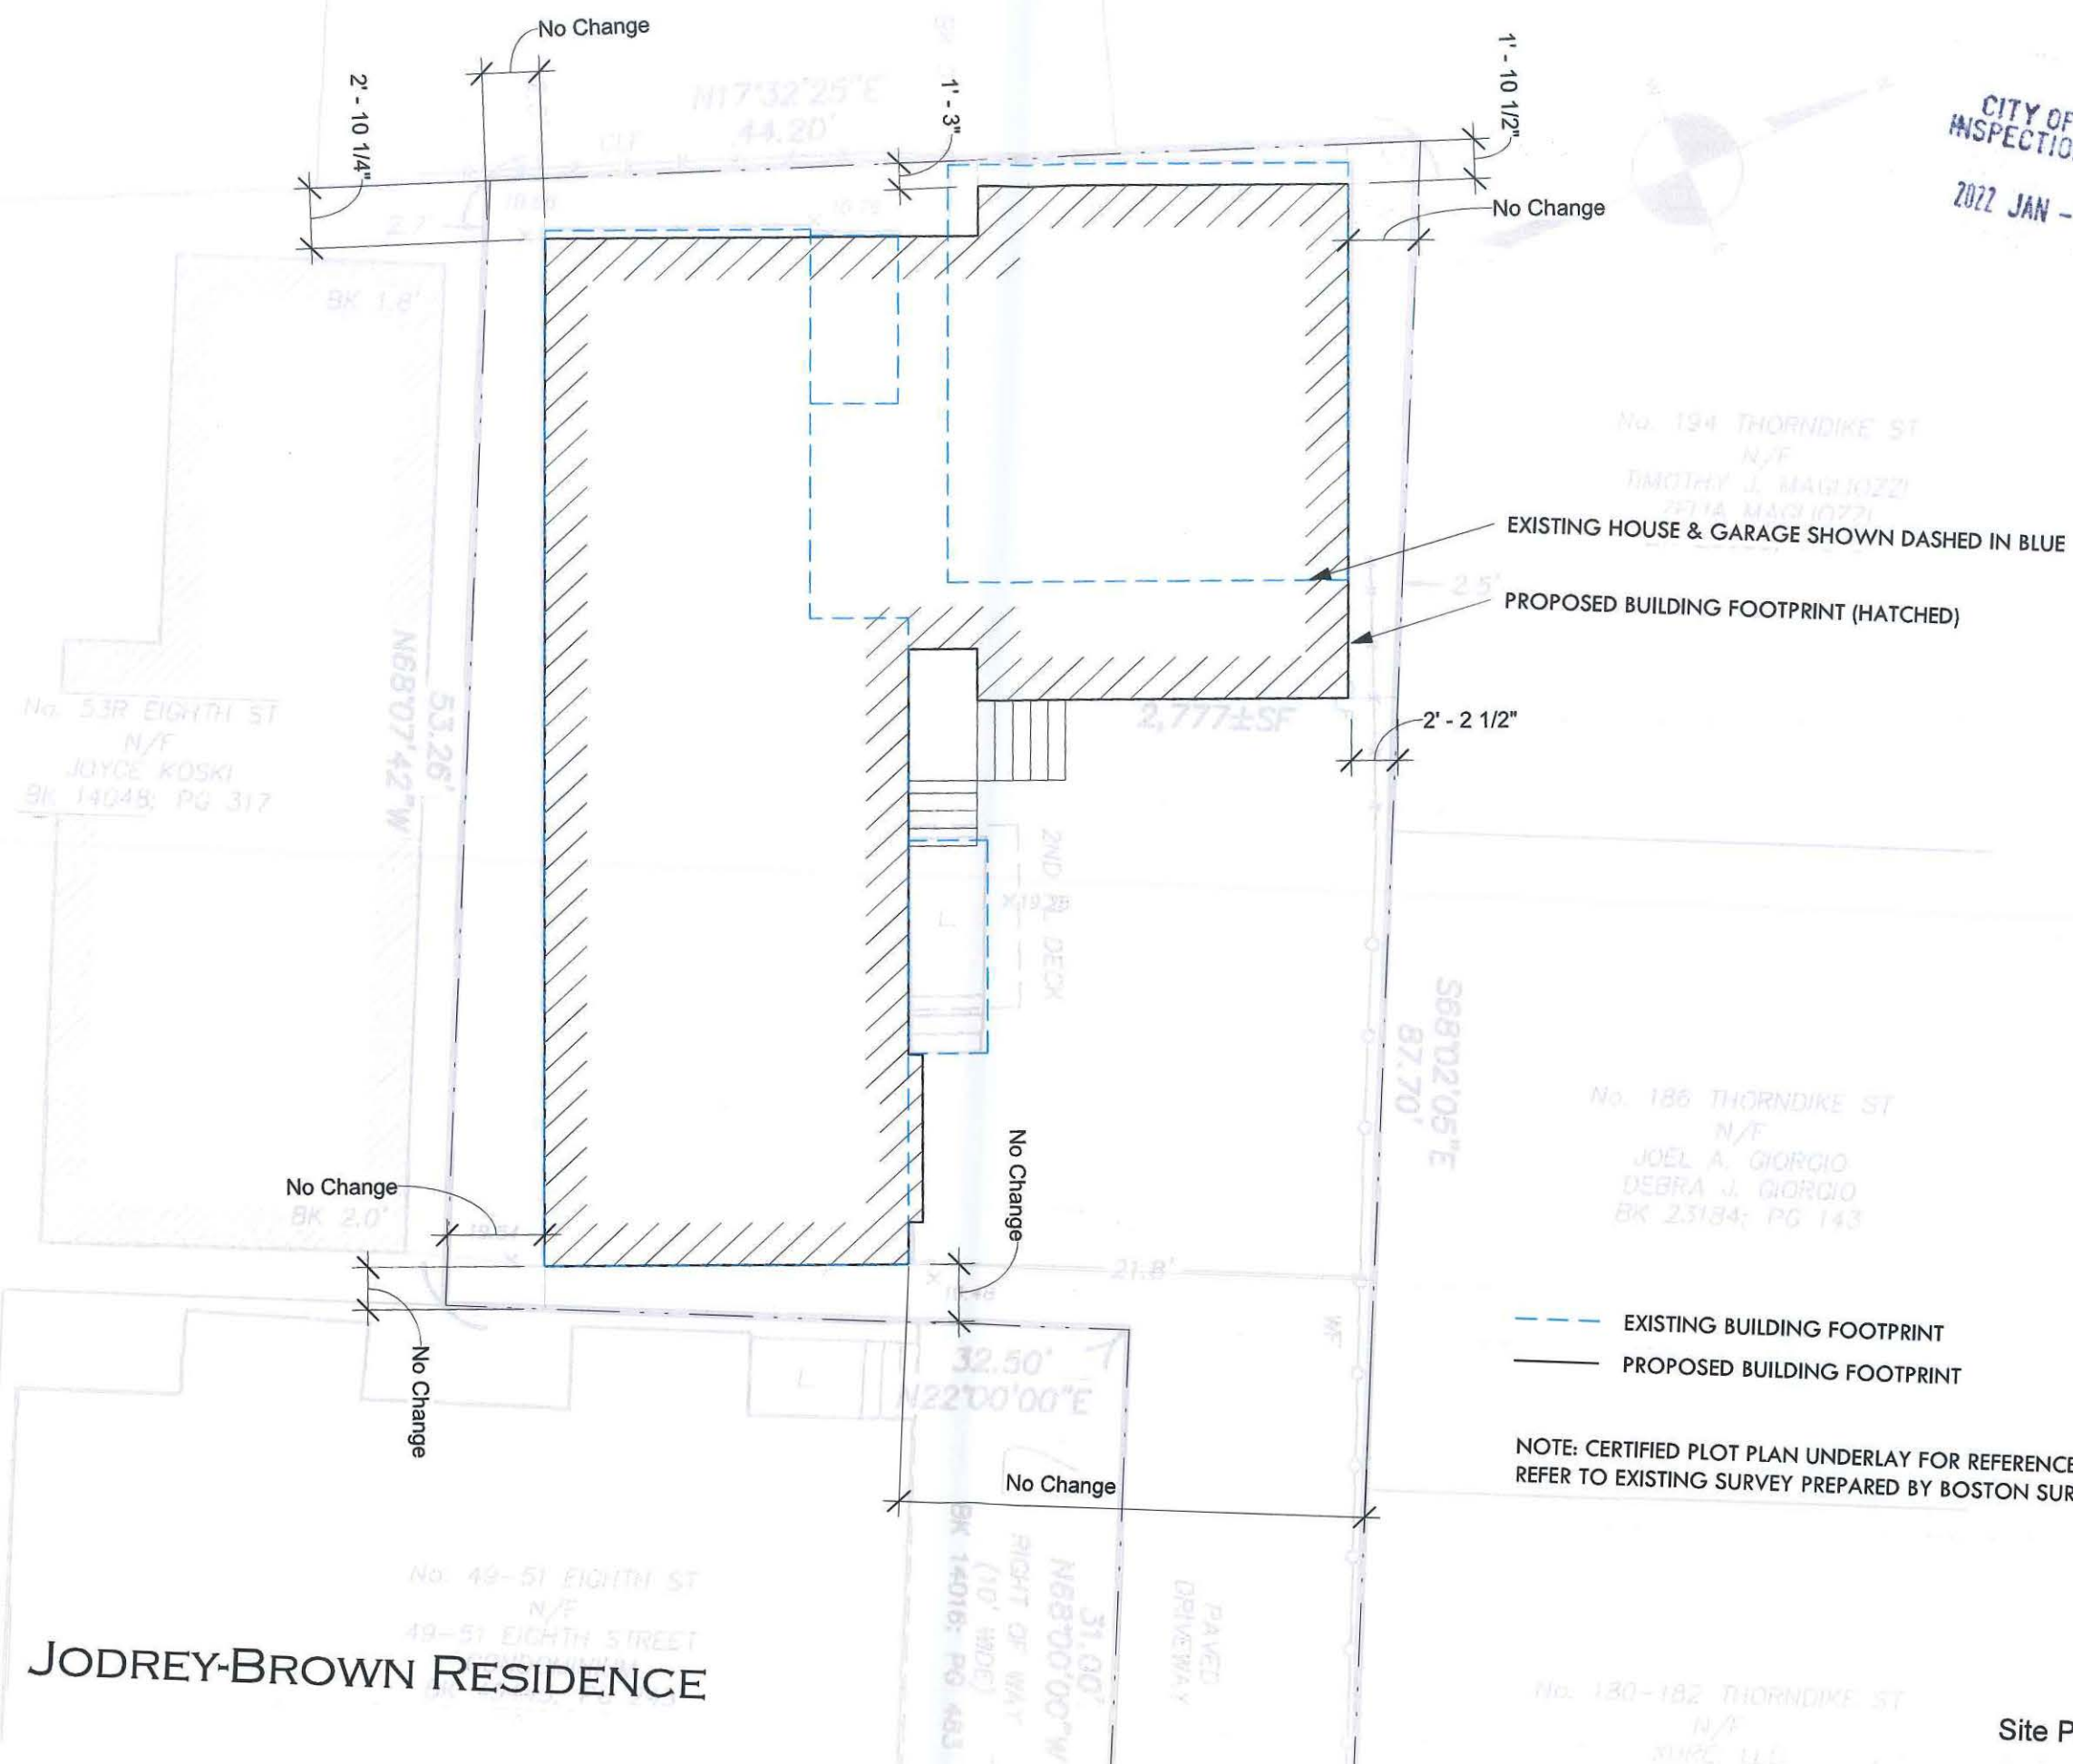 No Change
2' - 10 1/4"
N17°32'25"E
44.20'
1' - 3"
1' - 10 1/2"
CITY OF
INSPECTIO
2022 JAN -
No Change
2.7'
BK 1.8'
No. 194 THORNDIKE ST
N/F
TIMOTHY J. MAGLIOZZI
EXISTING HOUSE & GARAGE SHOWN DASHED IN BLUE
2.5'
PROPOSED BUILDING FOOTPRINT (HATCHED)
2,777±SF
2' - 2 1/2"
No. 53R EIGHTH ST
N/F
JOYCE KOSKI
BK 14048; PG 317
53.26'
N68°07'42"W
2ND FL DECK
L
S68°02'05"E
87.70'
No. 186 THORNDIKE ST
N/F
JOEL A. GIORGIO
DEBRA J. GIORGIO
BK 23184; PG 143
No Change
BK 2.0'
No Change
21.8'
No Change
WF
L
32.50'
N22°00'00"E
EXISTING BUILDING FOOTPRINT
PROPOSED BUILDING FOOTPRINT
NOTE: CERTIFIED PLOT PLAN UNDERLAY FOR REFERENCE
REFER TO EXISTING SURVEY PREPARED BY BOSTON SUR
No Change
BK 14016; PG 483
RIGHT OF WAY
(10' WIDE)
31.00'
N68°00'00"W
PAVED
DRIVEWAY
No. 49-51 EIGHTH ST
N/F
49-51 EIGHTH STREET
JODREY-BROWN RESIDENCE
No. 180-182 THORNDIKE ST
N/F
Site P